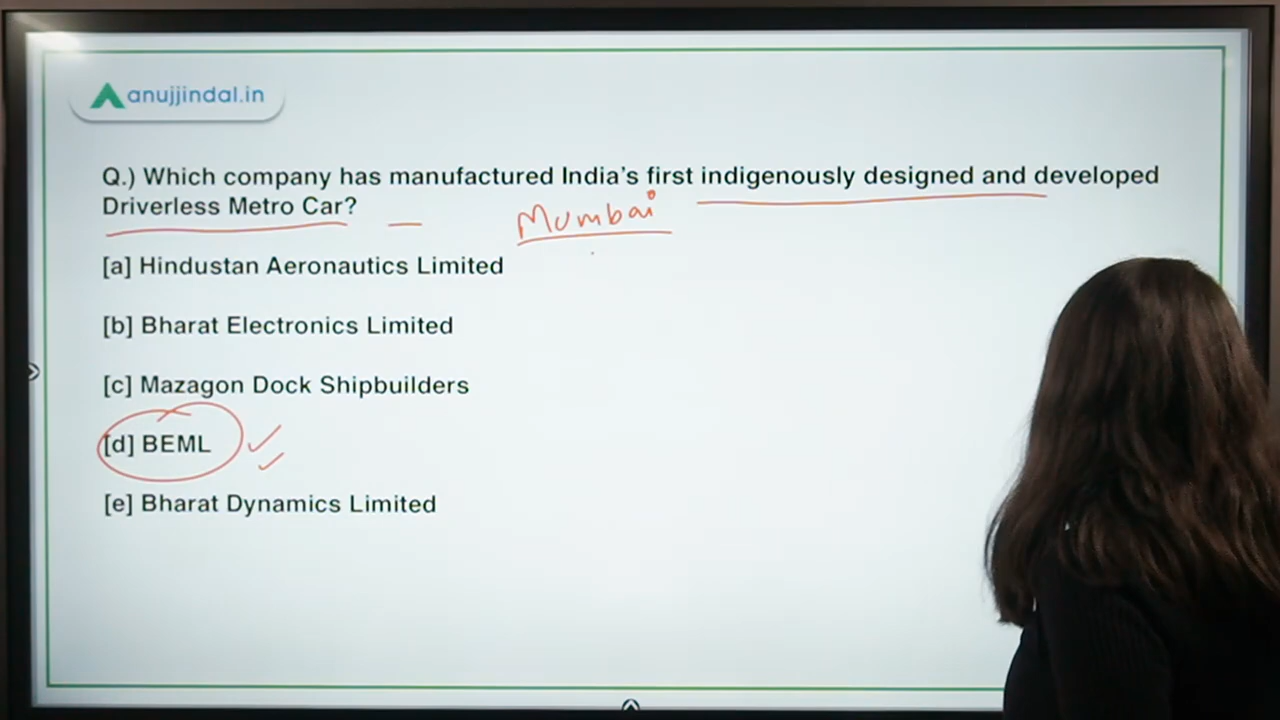 anujjindal.in
Q.) Which company has manufactured India's first indigenously designed and developed
Driverless Metro Car?
Mumbai
[a] Hindustan Aeronautics Limited
[b] Bharat Electronics Limited
[c] Mazagon Dock Shipbuilders
[d] BEML
[e] Bharat Dynamics Limited